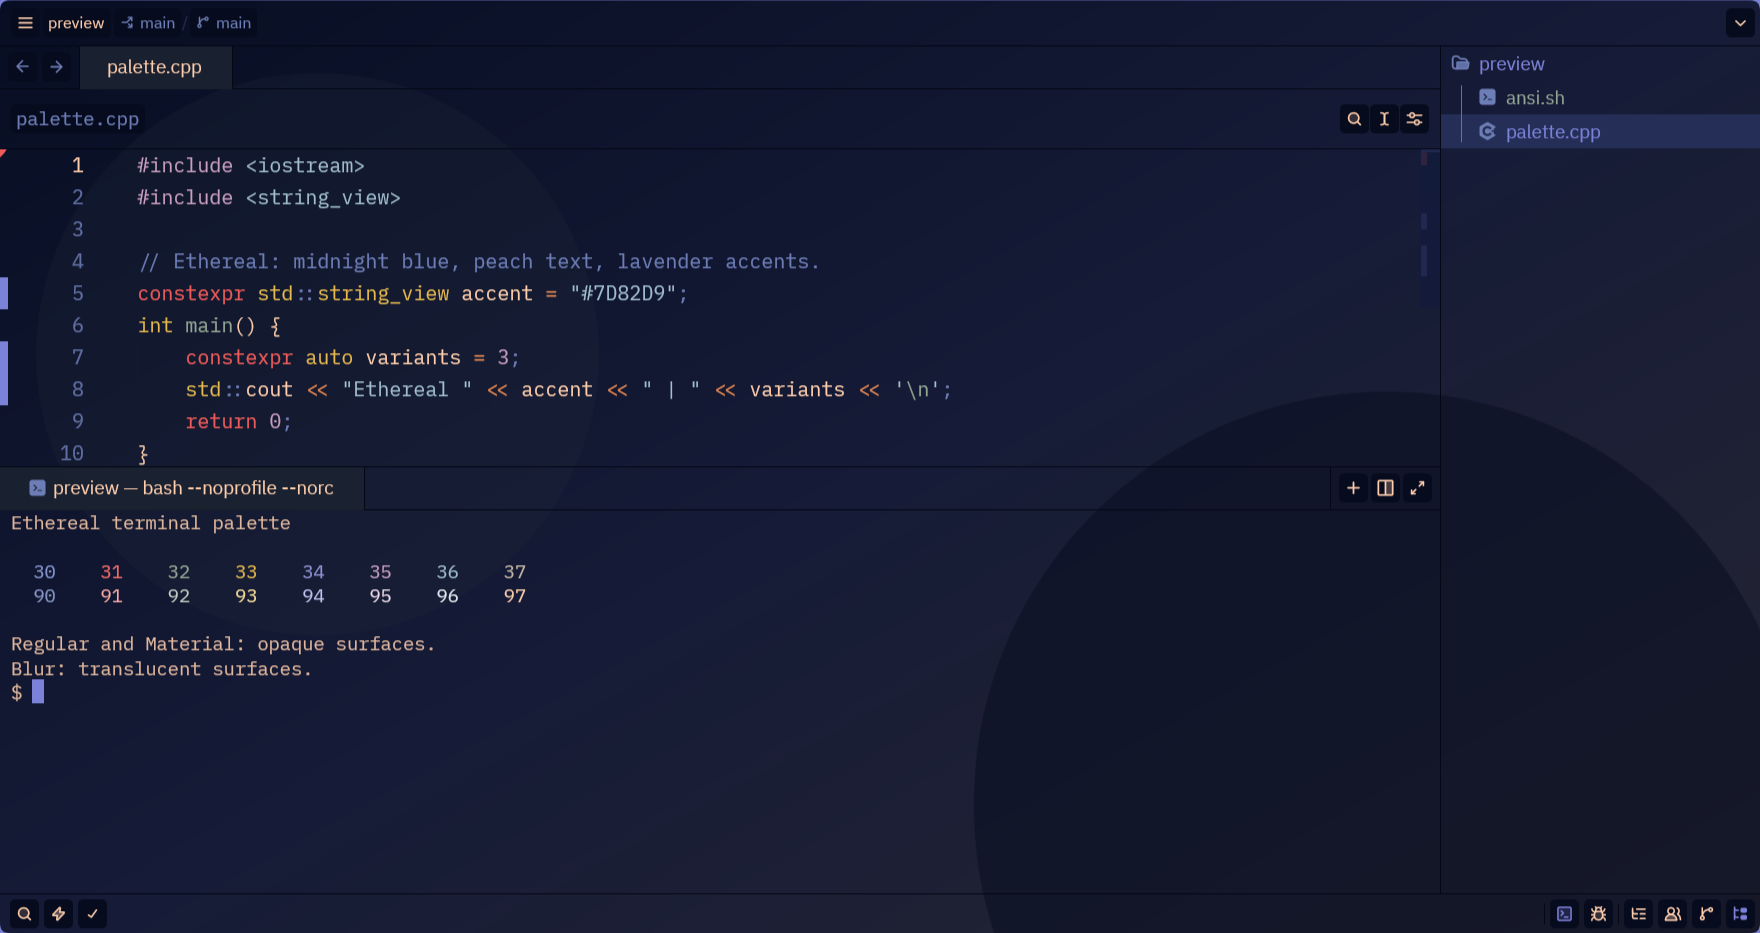 preview main / main
palette.cpp
palette.cpp
1 #include <iostream>
2 #include <string_view>
3
4 // Ethereal: midnight blue, peach text, lavender accents.
5 constexpr std::string_view accent = "#7D82D9";
6 int main() {
7     constexpr auto variants = 3;
8     std::cout << "Ethereal " << accent << " | " << variants << '\n';
9     return 0;
10 }
preview — bash --noprofile --norc
Ethereal terminal palette
30 31 32 33 34 35 36 37
90 91 92 93 94 95 96 97
Regular and Material: opaque surfaces.
Blur: translucent surfaces.
$
preview
ansi.sh
palette.cpp